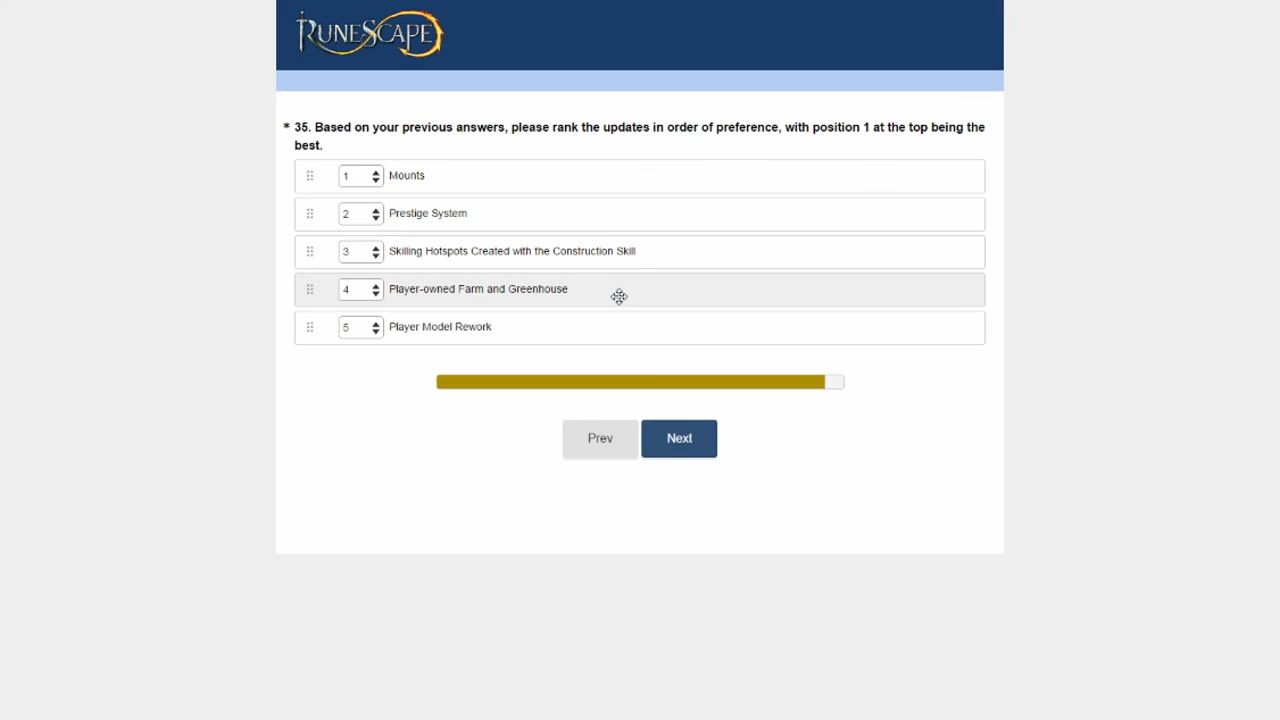 RUNESCAPE
* 35. Based on your previous answers, please rank the updates in order of preference, with position 1 at the top being the
best.
1 Mounts
2 Prestige System
3 Skilling Hotspots Created with the Construction Skill
4 Player-owned Farm and Greenhouse
5 Player Model Rework
Prev Next